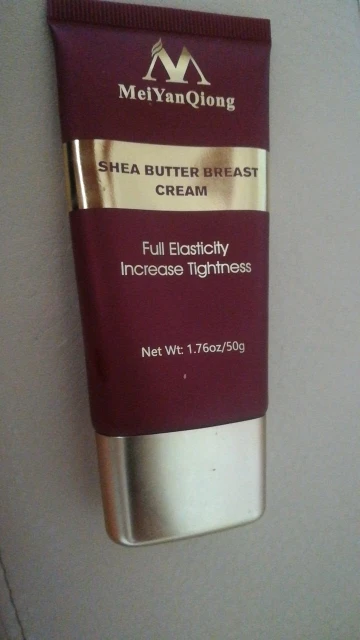 MeiYanQiong
SHEA BUTTER BREAST
CREAM
Full Elasticity
Increase Tightness
Net Wt: 1.76oz/50g